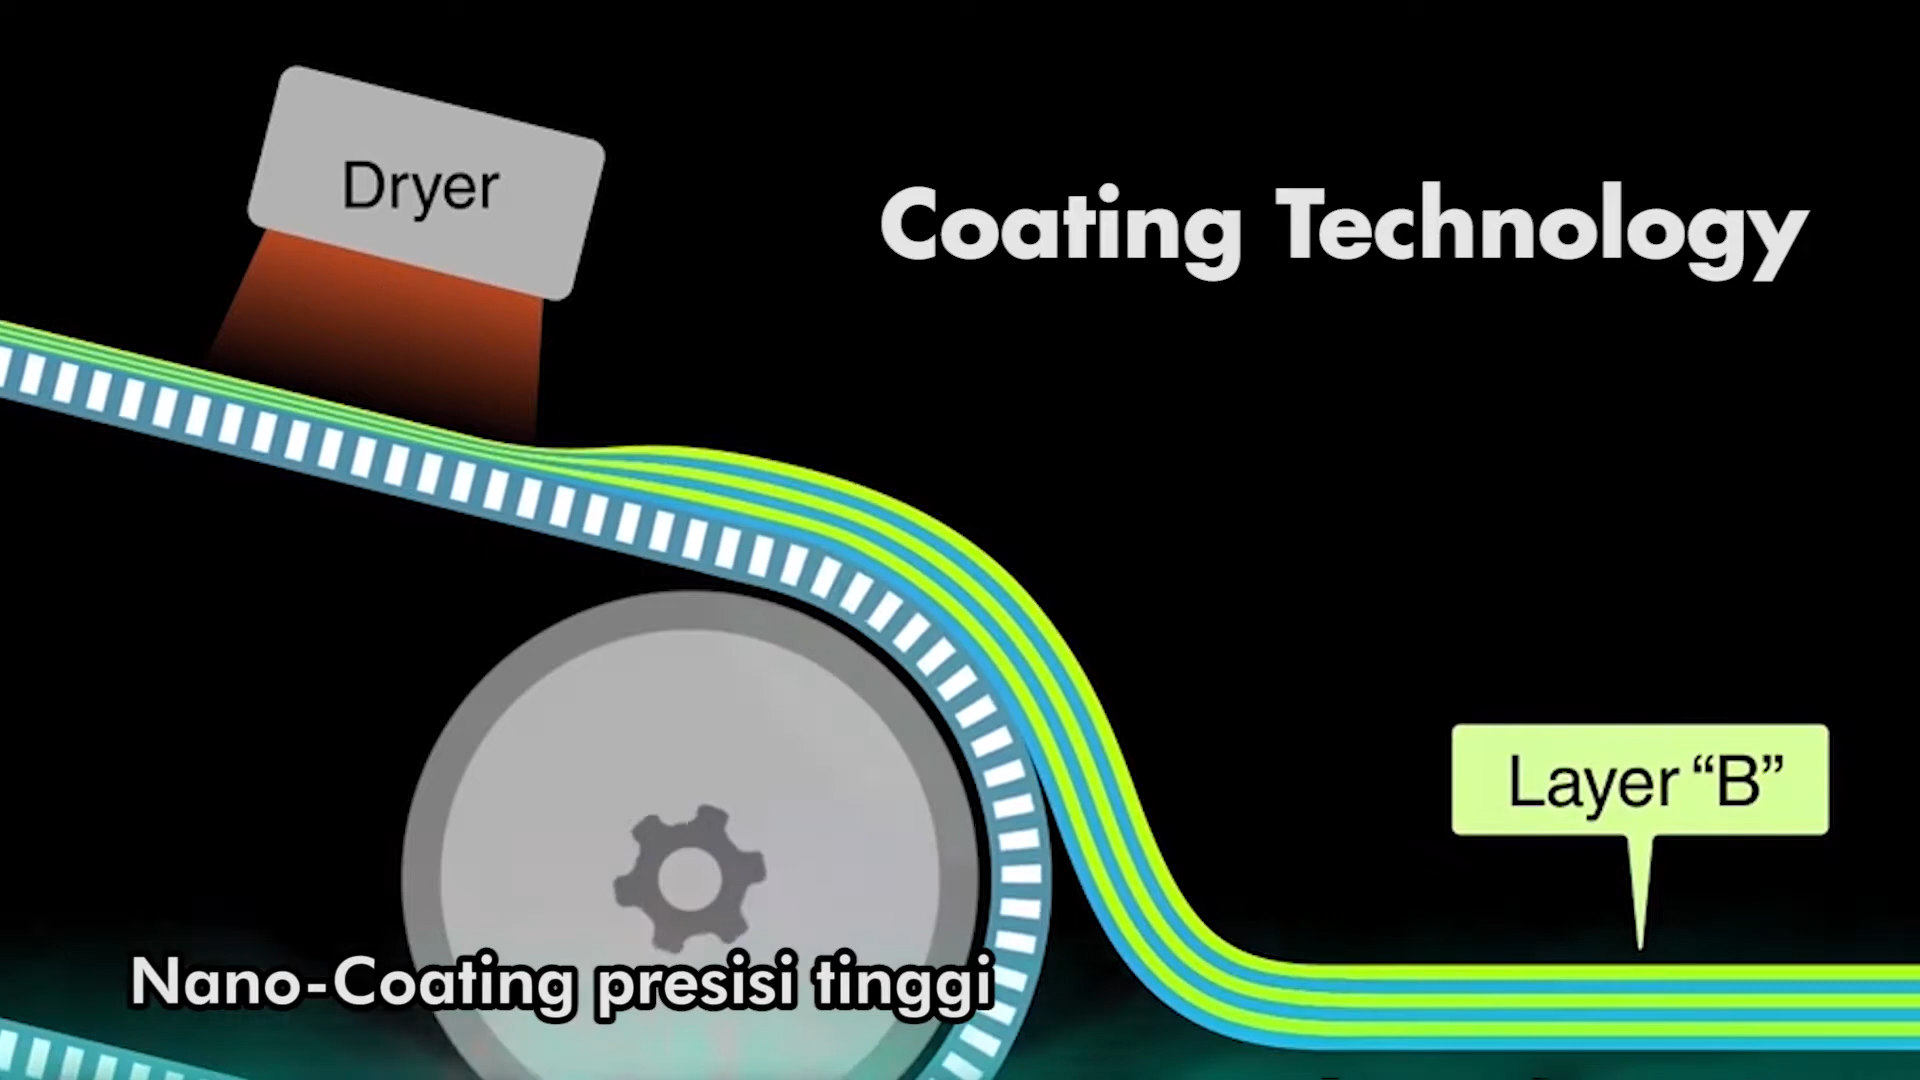 Dryer
Coating Technology
Layer “B”
Nano-Coating presisi tinggi